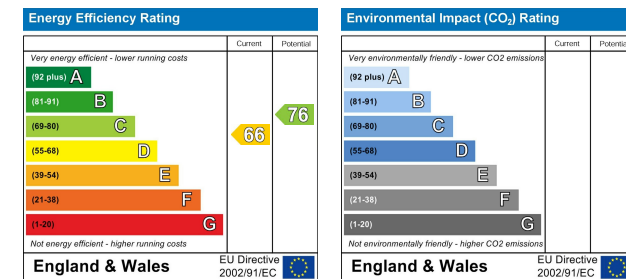 Energy Efficiency Rating
Current Potential
Very energy efficient - lower running costs
(92 plus) A
(81-91) B
(69-80) C
(55-68) D
(39-54) E
(21-38) F
(1-20) G
66
76
Not energy efficient - higher running costs
England & Wales
EU Directive
2002/91/EC
Environmental Impact (CO₂) Rating
Current Potential
Very environmentally friendly - lower CO2 emissions
(92 plus) A
(81-91) B
(69-80) C
(55-68) D
(39-54) E
(21-38) F
(1-20) G
Not environmentally friendly - higher CO2 emissions
England & Wales
EU Directive
2002/91/EC